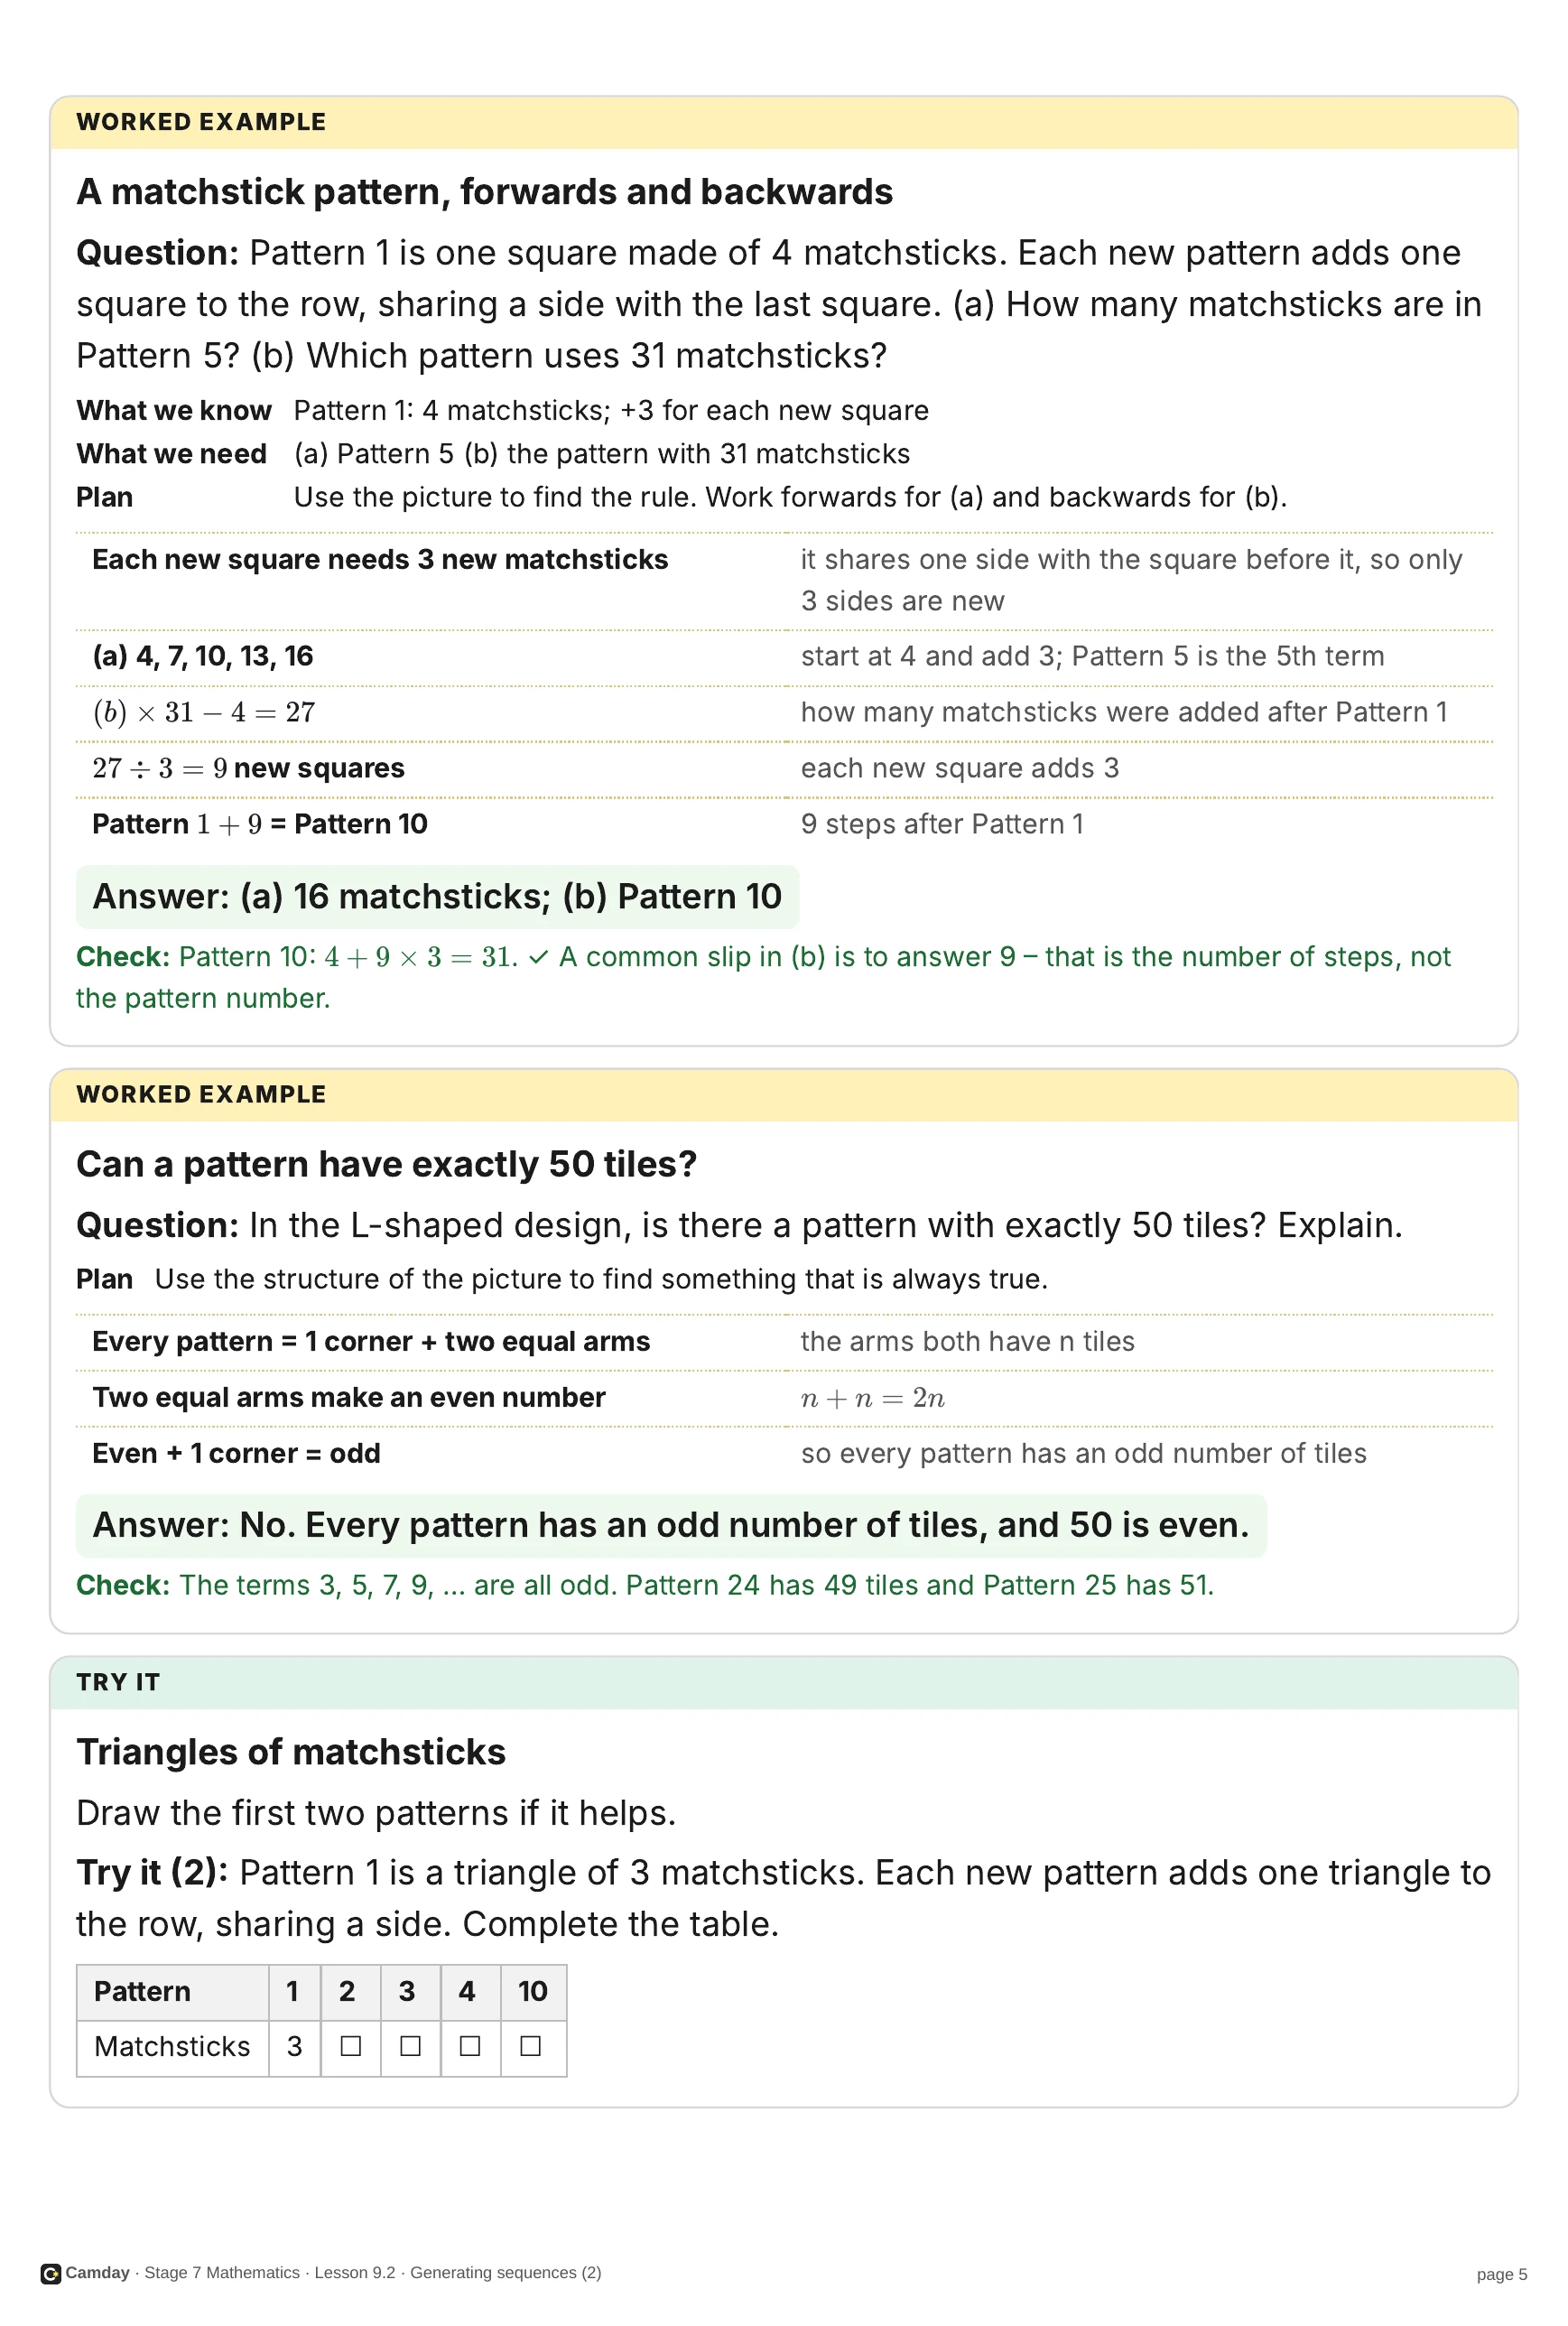 WORKED EXAMPLE
A matchstick pattern, forwards and backwards
Question: Pattern 1 is one square made of 4 matchsticks. Each new pattern adds one
square to the row, sharing a side with the last square. (a) How many matchsticks are in
Pattern 5? (b) Which pattern uses 31 matchsticks?
What we know Pattern 1: 4 matchsticks; +3 for each new square
What we need (a) Pattern 5 (b) the pattern with 31 matchsticks
Plan Use the picture to find the rule. Work forwards for (a) and backwards for (b).
Each new square needs 3 new matchsticks it shares one side with the square before it, so only
3 sides are new
(a) 4, 7, 10, 13, 16 start at 4 and add 3; Pattern 5 is the 5th term
(b) × 31 − 4 = 27 how many matchsticks were added after Pattern 1
27 ÷ 3 = 9 new squares each new square adds 3
Pattern 1 + 9 = Pattern 10 9 steps after Pattern 1
Answer: (a) 16 matchsticks; (b) Pattern 10
Check: Pattern 10: 4 + 9 × 3 = 31. ✓ A common slip in (b) is to answer 9 – that is the number of steps, not
the pattern number.
WORKED EXAMPLE
Can a pattern have exactly 50 tiles?
Question: In the L-shaped design, is there a pattern with exactly 50 tiles? Explain.
Plan Use the structure of the picture to find something that is always true.
Every pattern = 1 corner + two equal arms the arms both have n tiles
Two equal arms make an even number n + n = 2n
Even + 1 corner = odd so every pattern has an odd number of tiles
Answer: No. Every pattern has an odd number of tiles, and 50 is even.
Check: The terms 3, 5, 7, 9, … are all odd. Pattern 24 has 49 tiles and Pattern 25 has 51.
TRY IT
Triangles of matchsticks
Draw the first two patterns if it helps.
Try it (2): Pattern 1 is a triangle of 3 matchsticks. Each new pattern adds one triangle to
the row, sharing a side. Complete the table.
Pattern 1 2 3 4 10
Matchsticks 3 □ □ □ □
Camday · Stage 7 Mathematics · Lesson 9.2 · Generating sequences (2) page 5